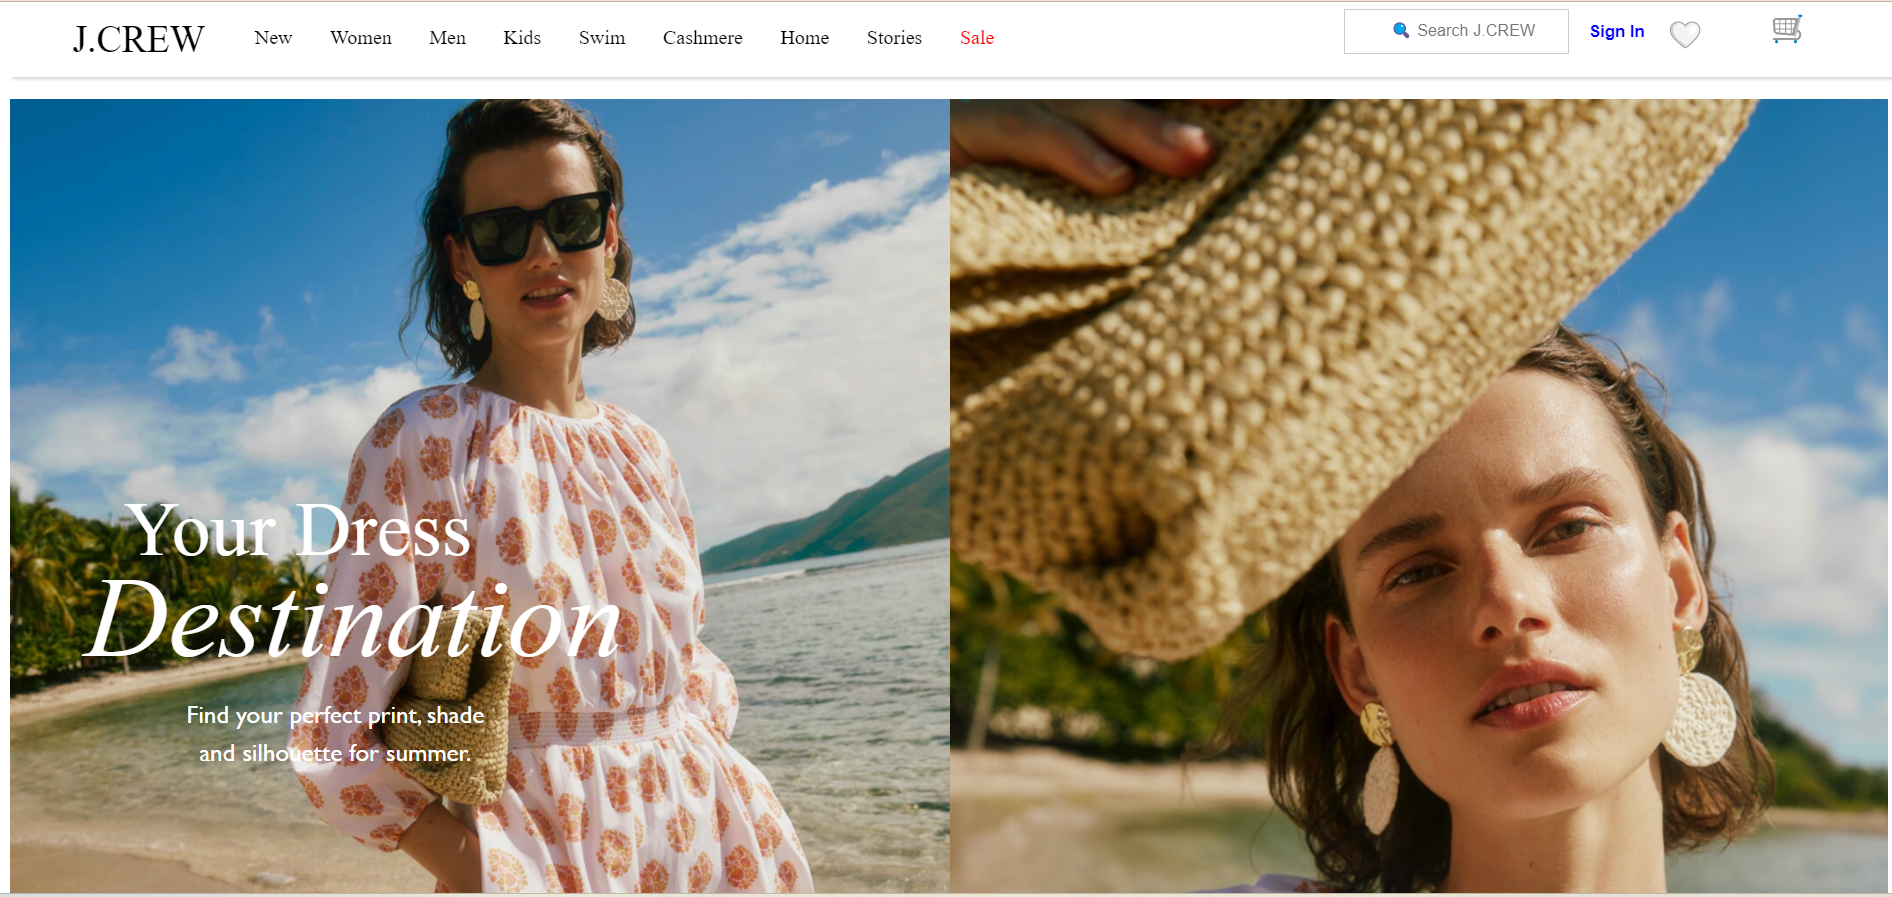 J.CREW New Women Men Kids Swim Cashmere Home Stories Sale Search J.CREW Sign In
Your Dress
Destination
Find your perfect print, shade
and silhouette for summer.